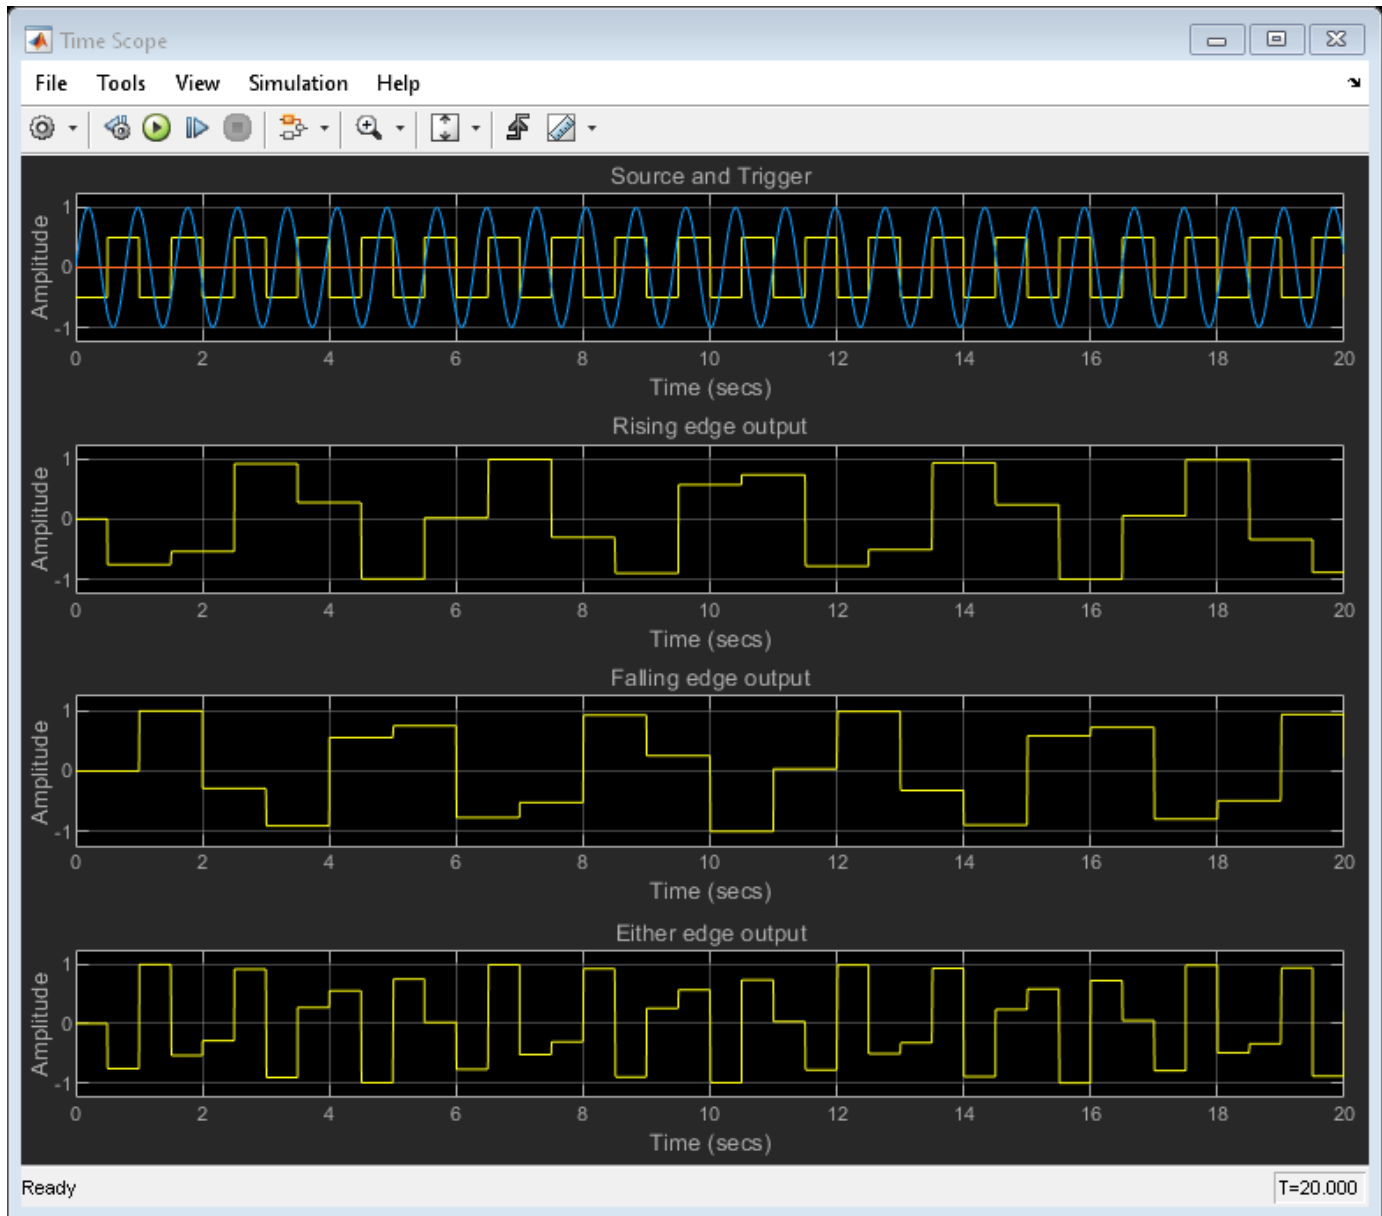 Time Scope
File Tools View Simulation Help
Source and Trigger
Amplitude
1
0
-1
0 2 4 6 8 10 12 14 16 18 20
Time (secs)
Rising edge output
Amplitude
1
0
-1
0 2 4 6 8 10 12 14 16 18 20
Time (secs)
Falling edge output
Amplitude
1
0
-1
0 2 4 6 8 10 12 14 16 18 20
Time (secs)
Either edge output
Amplitude
1
0
-1
0 2 4 6 8 10 12 14 16 18 20
Time (secs)
Ready T=20.000